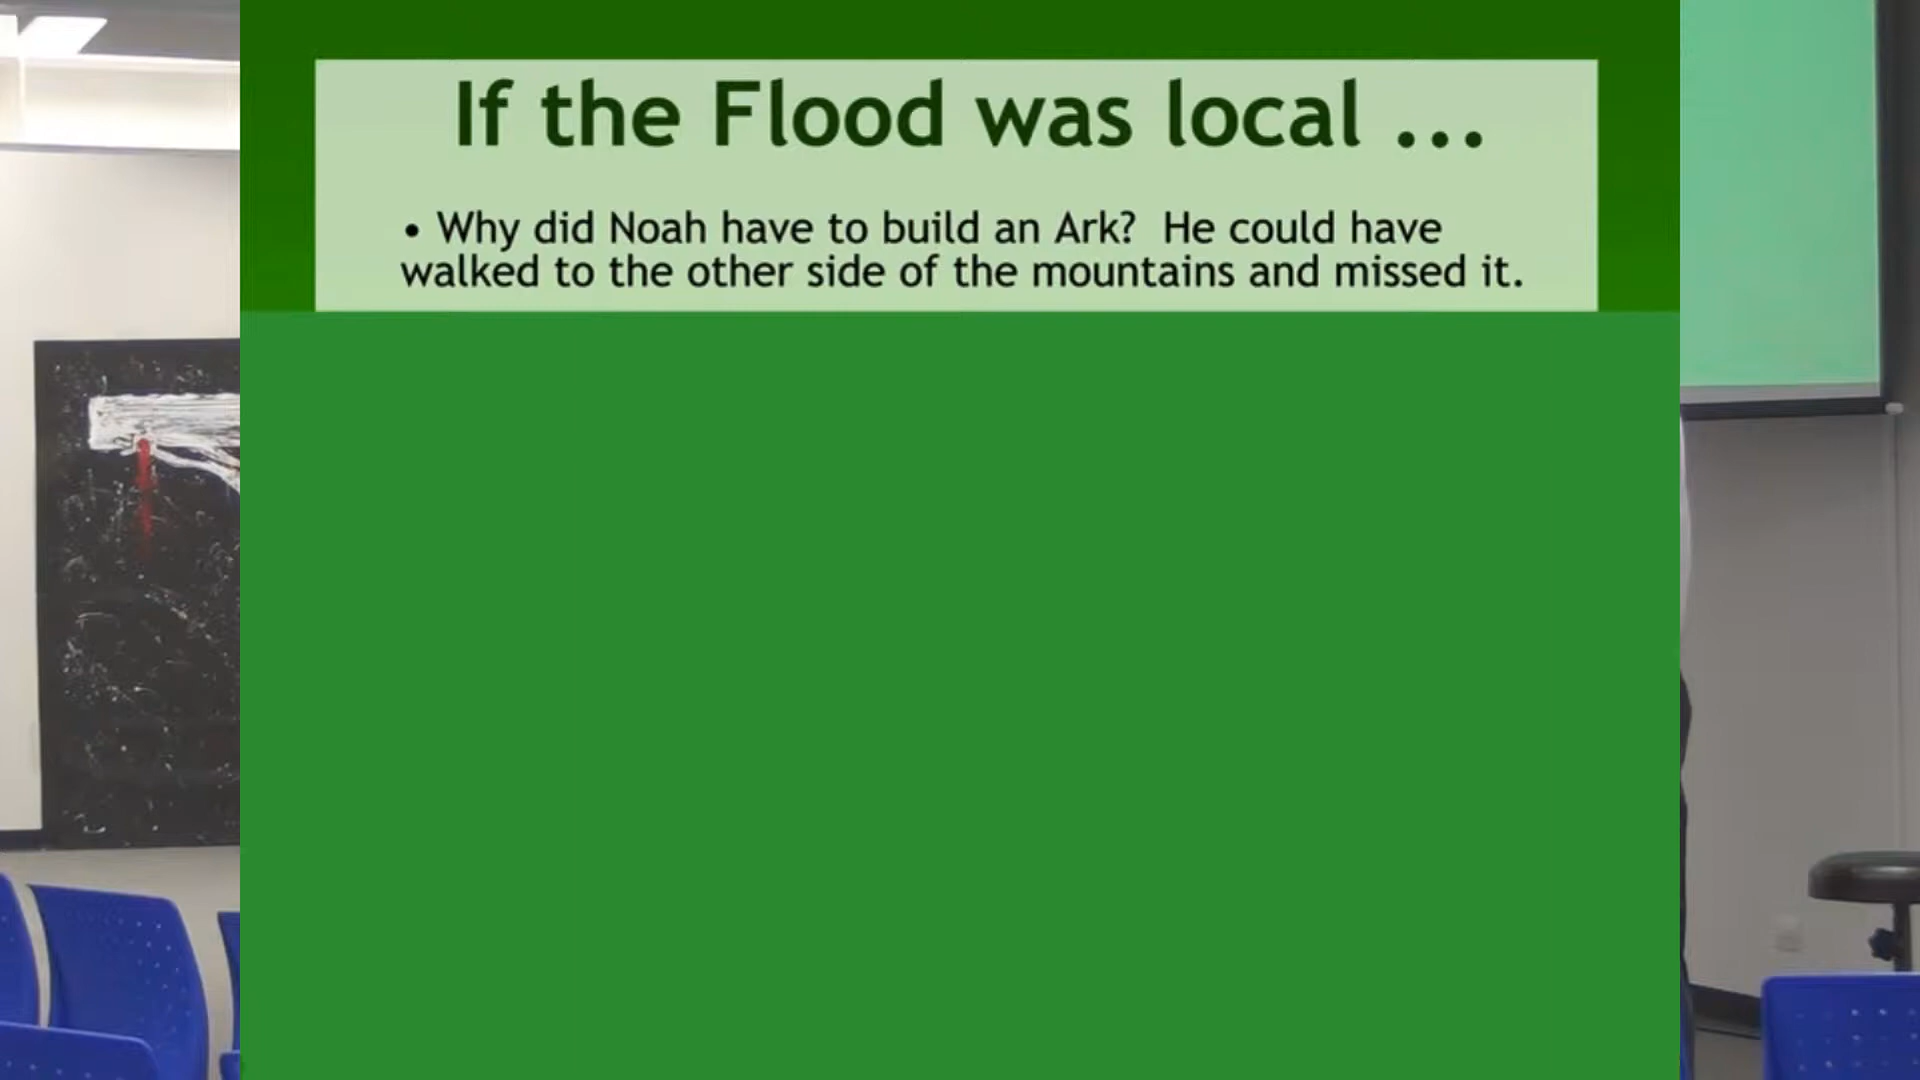 If the Flood was local ...
• Why did Noah have to build an Ark? He could have
walked to the other side of the mountains and missed it.